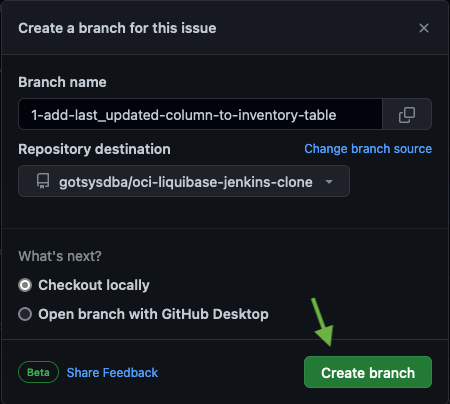 Create a branch for this issue
Branch name
1-add-last_updated-column-to-inventory-table
Repository destination
Change branch source
gotsysdba/oci-liquibase-jenkins-clone
What's next?
Checkout locally
Open branch with GitHub Desktop
Beta Share Feedback
Create branch